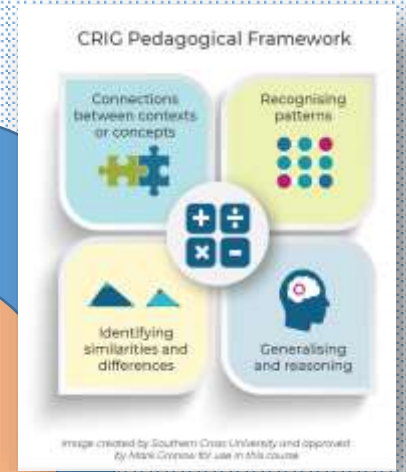 CRIG Pedagogical Framework
Connections
between contexts
or concepts
Recognising
patterns
Identifying
similarities and
differences
Generalising
and reasoning
Image created by Southern Cross University and approved
by Mark Gronow for use in this course